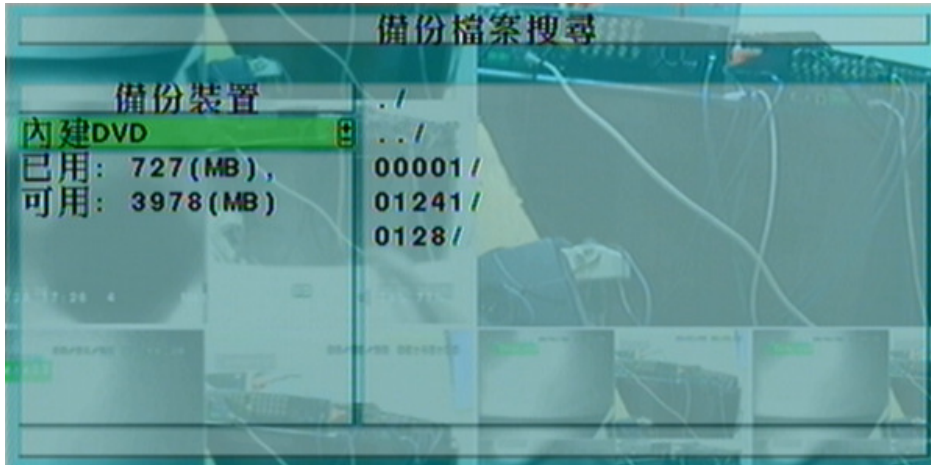 備份檔案搜尋
備份裝置
內建DVD
已用: 727(MB),
可用: 3978(MB)
./
../
00001/
01241/
0128/